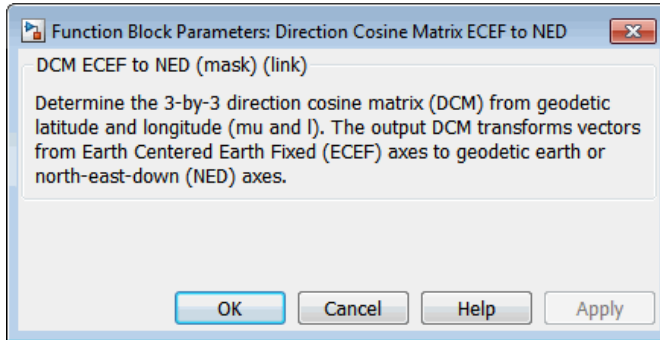 Function Block Parameters: Direction Cosine Matrix ECEF to NED
DCM ECEF to NED (mask) (link)
Determine the 3-by-3 direction cosine matrix (DCM) from geodetic
latitude and longitude (mu and l). The output DCM transforms vectors
from Earth Centered Earth Fixed (ECEF) axes to geodetic earth or
north-east-down (NED) axes.
OK Cancel Help Apply